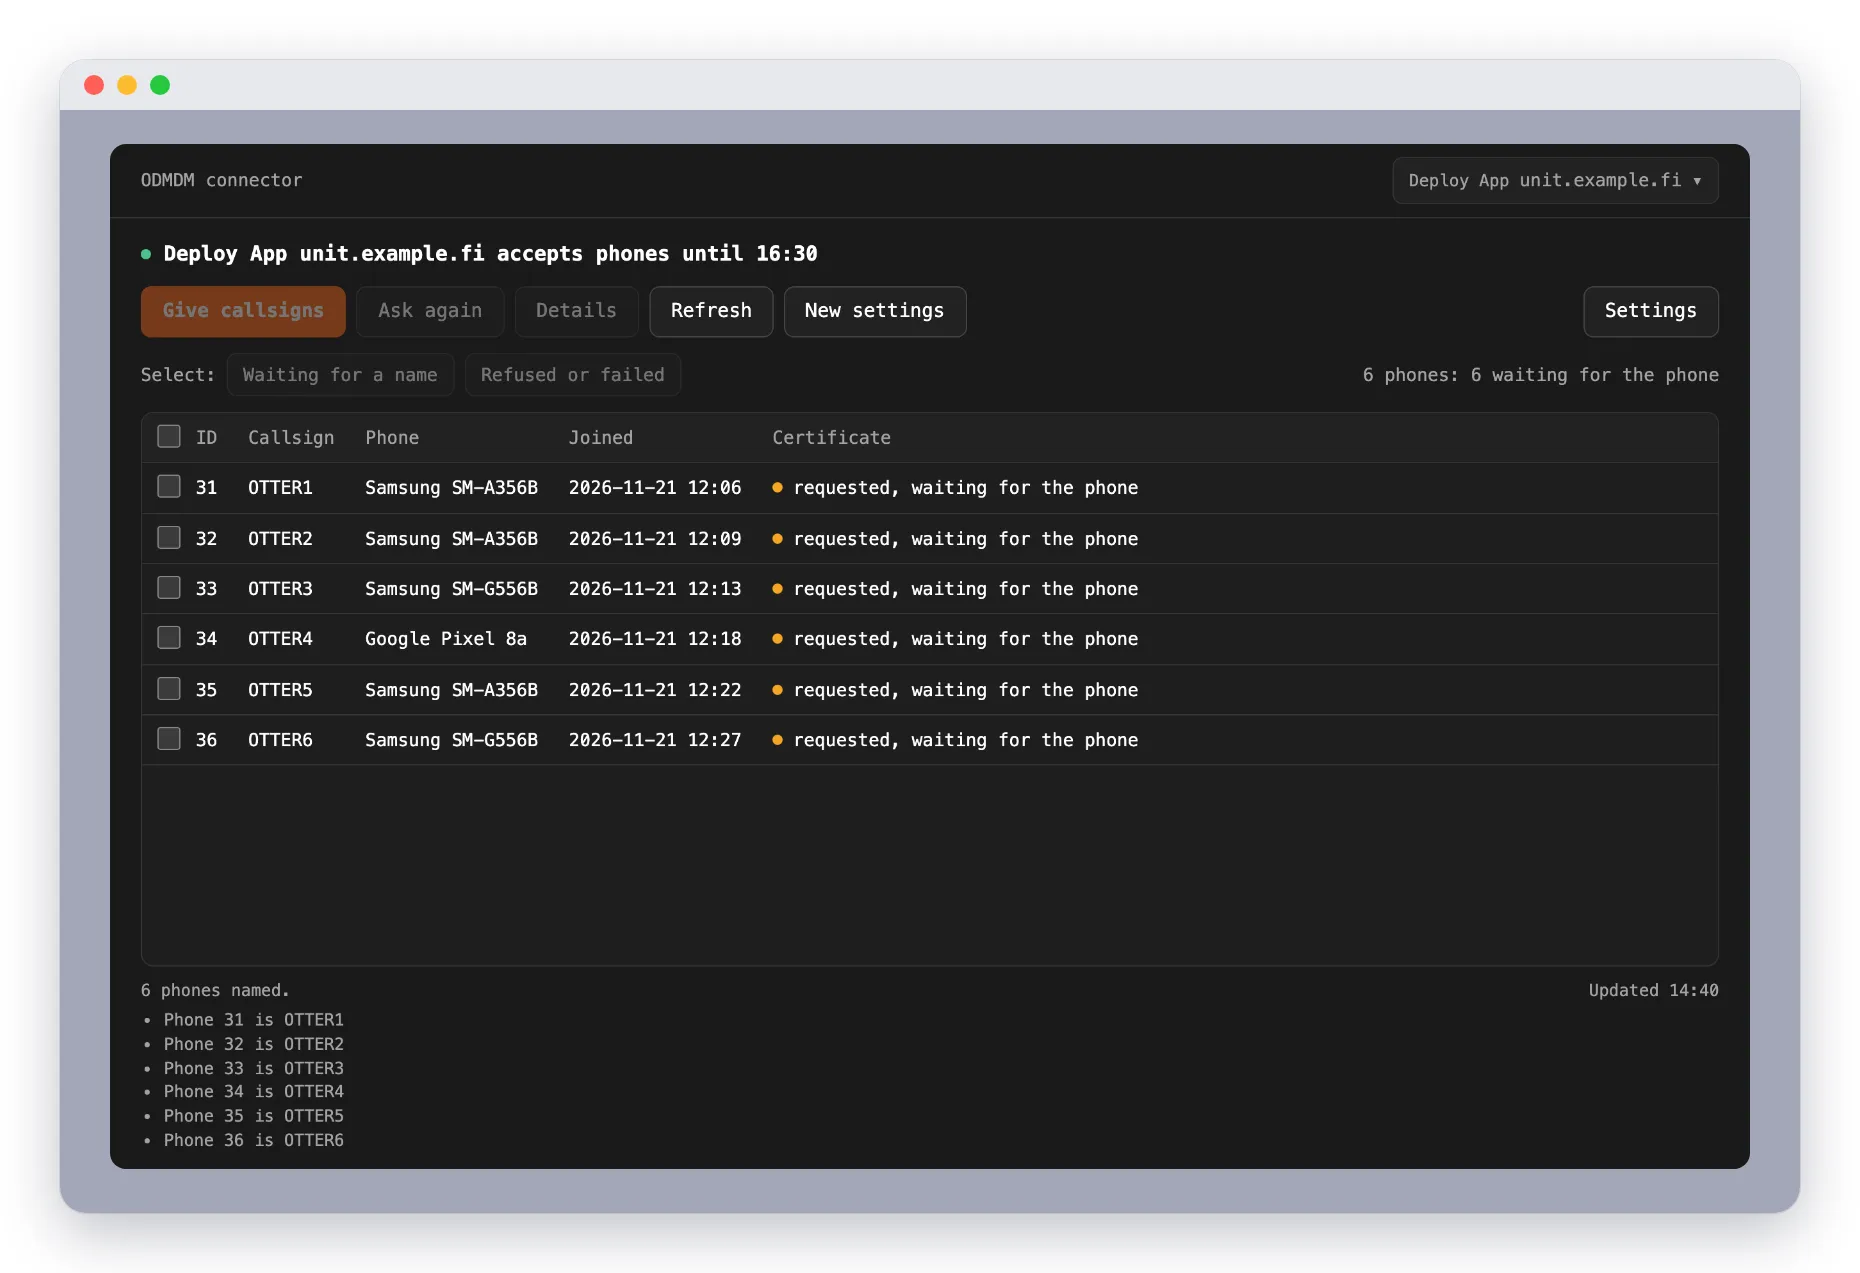 ODMDM connector
Deploy App unit.example.fi ▾
Deploy App unit.example.fi accepts phones until 16:30
Give callsigns Ask again Details Refresh New settings Settings
Select: Waiting for a name Refused or failed 6 phones: 6 waiting for the phone
ID Callsign Phone Joined Certificate
31 OTTER1 Samsung SM-A356B 2026-11-21 12:06 requested, waiting for the phone
32 OTTER2 Samsung SM-A356B 2026-11-21 12:09 requested, waiting for the phone
33 OTTER3 Samsung SM-G556B 2026-11-21 12:13 requested, waiting for the phone
34 OTTER4 Google Pixel 8a 2026-11-21 12:18 requested, waiting for the phone
35 OTTER5 Samsung SM-A356B 2026-11-21 12:22 requested, waiting for the phone
36 OTTER6 Samsung SM-G556B 2026-11-21 12:27 requested, waiting for the phone
6 phones named. Updated 14:40
• Phone 31 is OTTER1
• Phone 32 is OTTER2
• Phone 33 is OTTER3
• Phone 34 is OTTER4
• Phone 35 is OTTER5
• Phone 36 is OTTER6